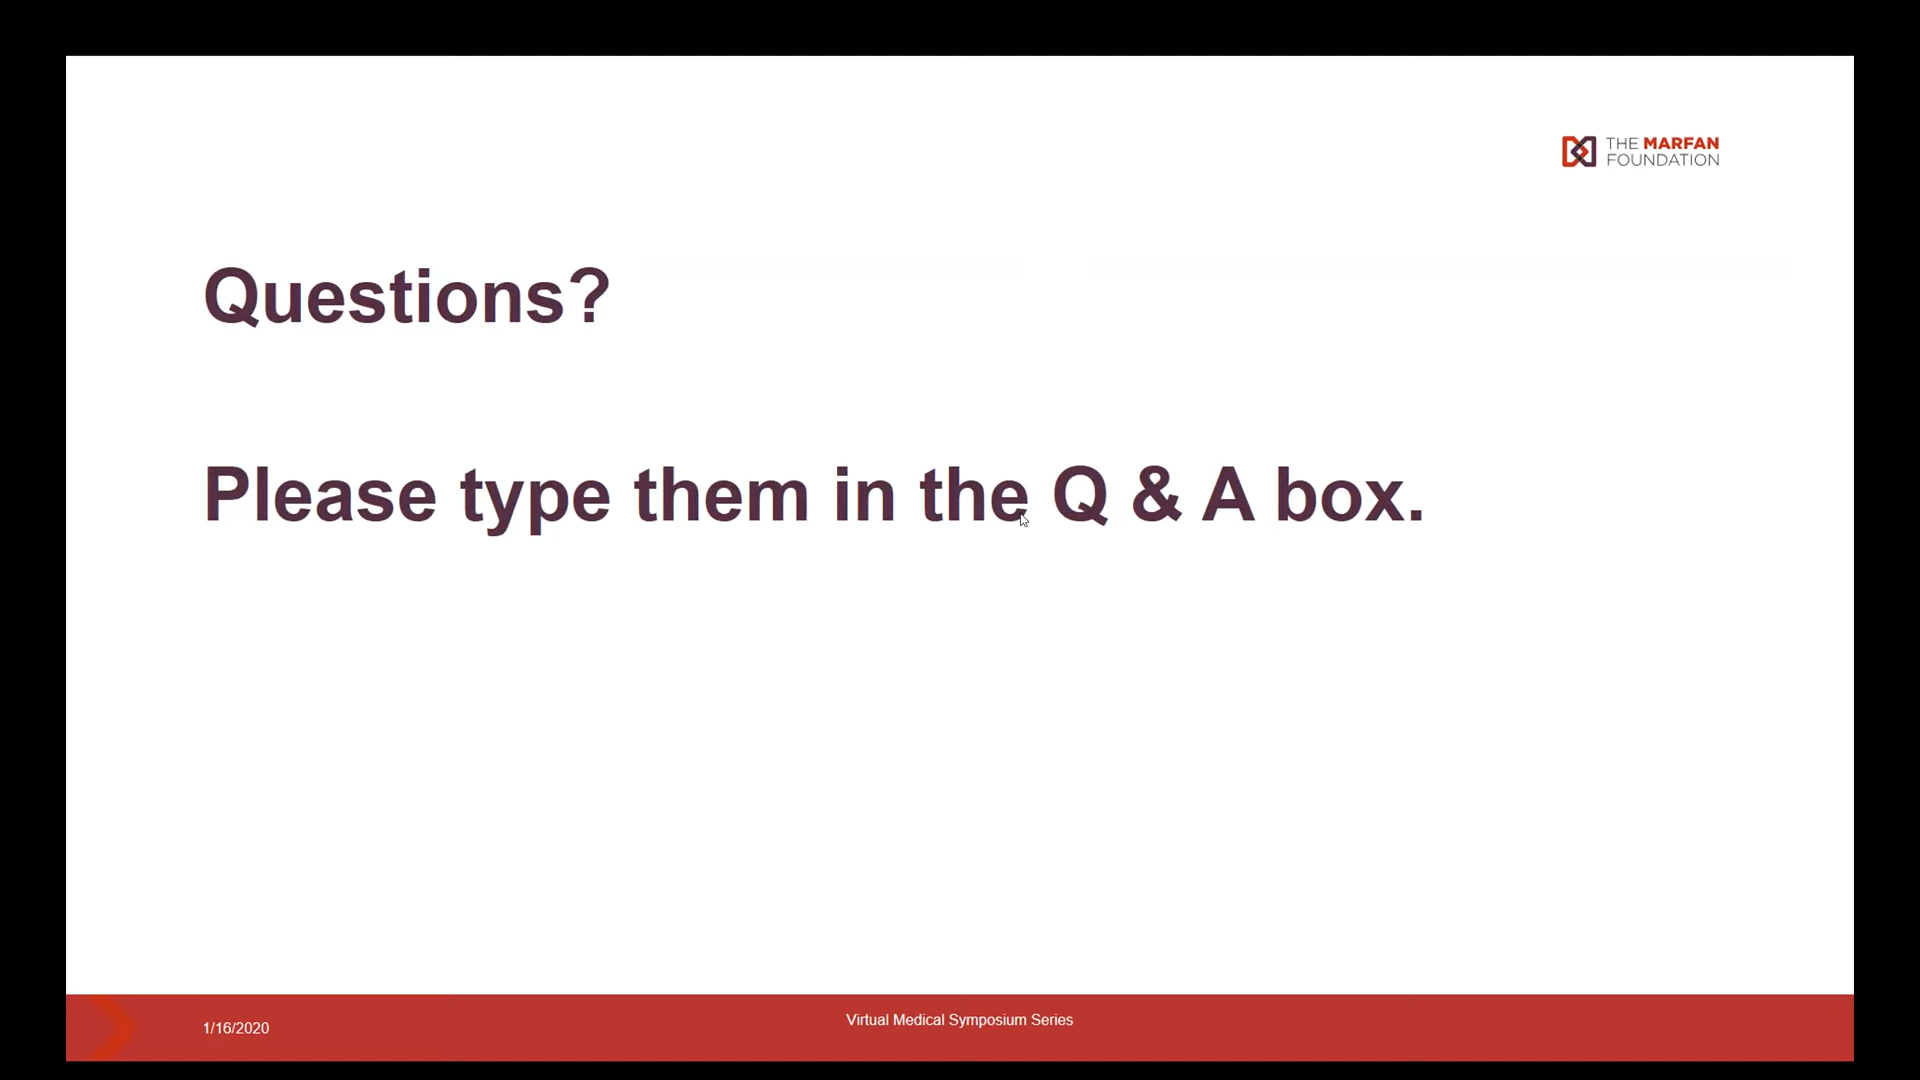 THE MARFAN
FOUNDATION
Questions?
Please type them in the Q & A box.
1/16/2020
Virtual Medical Symposium Series